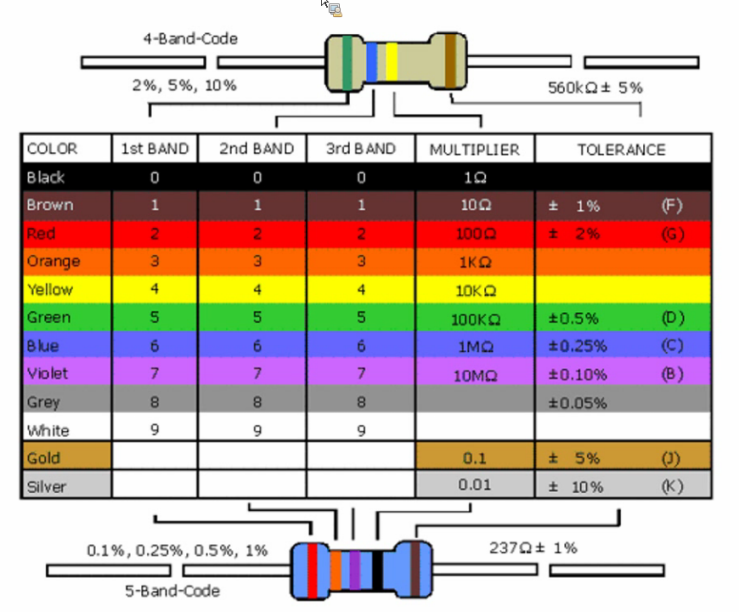 4-Band-Code
2%, 5%, 10%
560kΩ ± 5%
COLOR 1st BAND 2nd BAND 3rd BAND MULTIPLIER TOLERANCE
Black 0 0 0 1Ω
Brown 1 1 1 10Ω ± 1% (F)
Red 2 2 2 100Ω ± 2% (G)
Orange 3 3 3 1KΩ
Yellow 4 4 4 10KΩ
Green 5 5 5 100KΩ ±0.5% (D)
Blue 6 6 6 1MΩ ±0.25% (C)
Violet 7 7 7 10MΩ ±0.10% (B)
Grey 8 8 8 ±0.05%
White 9 9 9
Gold 0.1 ± 5% (J)
Silver 0.01 ± 10% (K)
0.1%, 0.25%, 0.5%, 1%
237Ω ± 1%
5-Band-Code